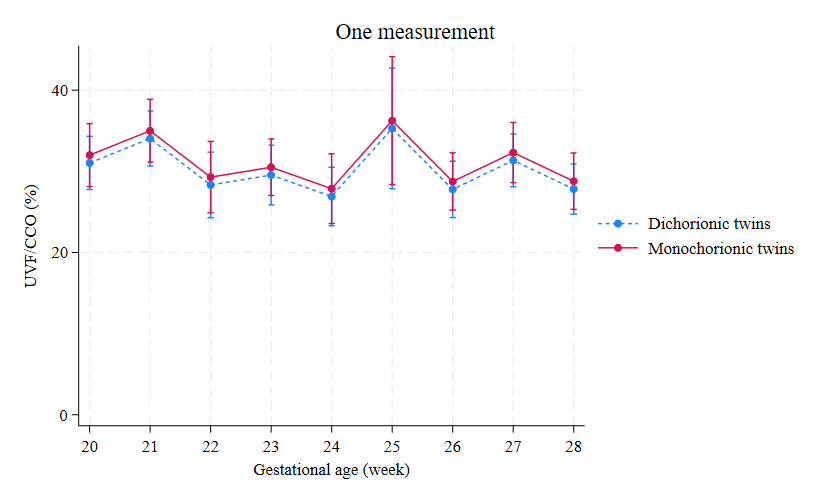 One measurement
UVF/CCO (%)
40
20
0
20 21 22 23 24 25 26 27 28
Gestational age (week)
Dichorionic twins
Monochorionic twins